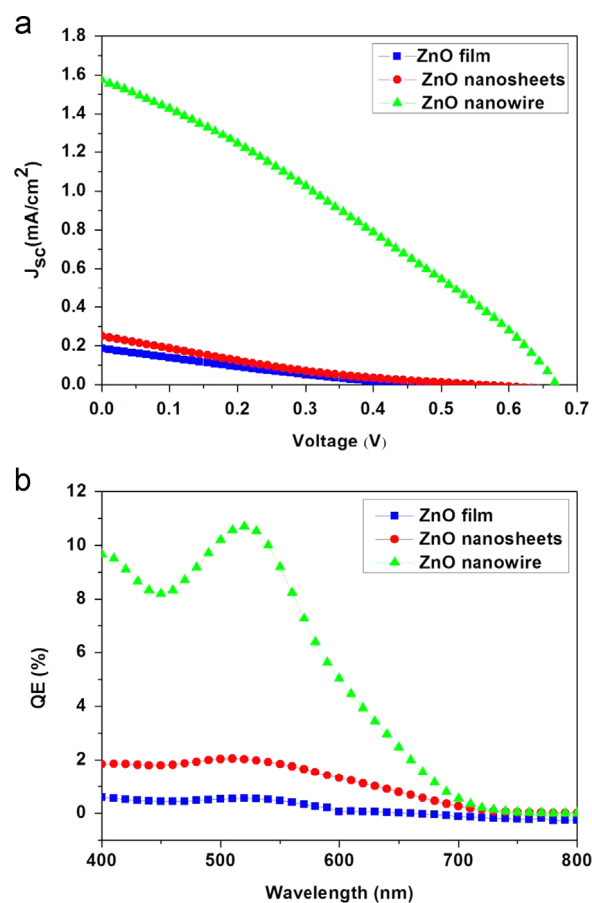 a
1.8
1.6
1.4
1.2
1.0
0.8
0.6
0.4
0.2
0.0
J_SC(mA/cm²)
ZnO film
ZnO nanosheets
ZnO nanowire
0.0 0.1 0.2 0.3 0.4 0.5 0.6 0.7
Voltage (V)
b
12
10
8
6
4
2
0
QE (%)
ZnO film
ZnO nanosheets
ZnO nanowire
400 500 600 700 800
Wavelength (nm)